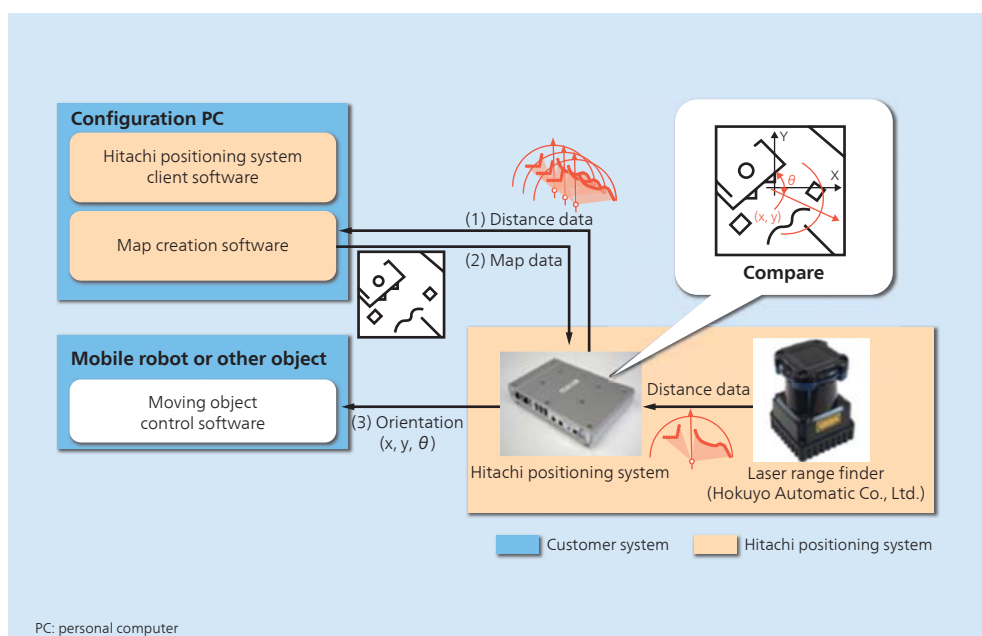 Configuration PC
Hitachi positioning system
client software
Map creation software
(1) Distance data
(2) Map data
Y
X
θ
(x, y)
Compare
Mobile robot or other object
Moving object
control software
(3) Orientation
(x, y, θ)
Distance data
Hitachi positioning system
Laser range finder
(Hokuyo Automatic Co., Ltd.)
Customer system
Hitachi positioning system
PC: personal computer